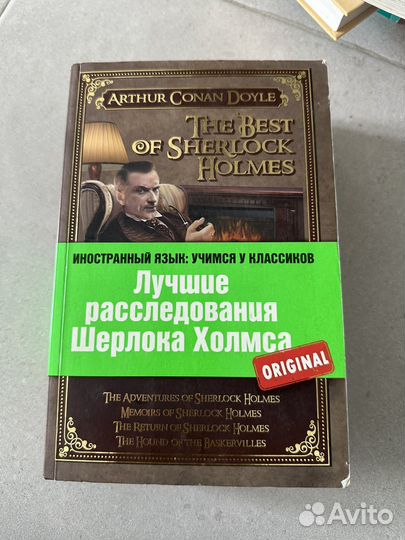 ARTHUR CONAN DOYLE
THE BEST
OF SHERLOCK
HOLMES
ИНОСТРАННЫЙ ЯЗЫК: УЧИМСЯ У КЛАССИКОВ
Лучшие
расследования
Шерлока Холмса
ORIGINAL
THE ADVENTURES OF SHERLOCK HOLMES
MEMOIRS OF SHERLOCK HOLMES
THE RETURN OF SHERLOCK HOLMES
THE HOUND OF THE BASKERVILLES
Avito